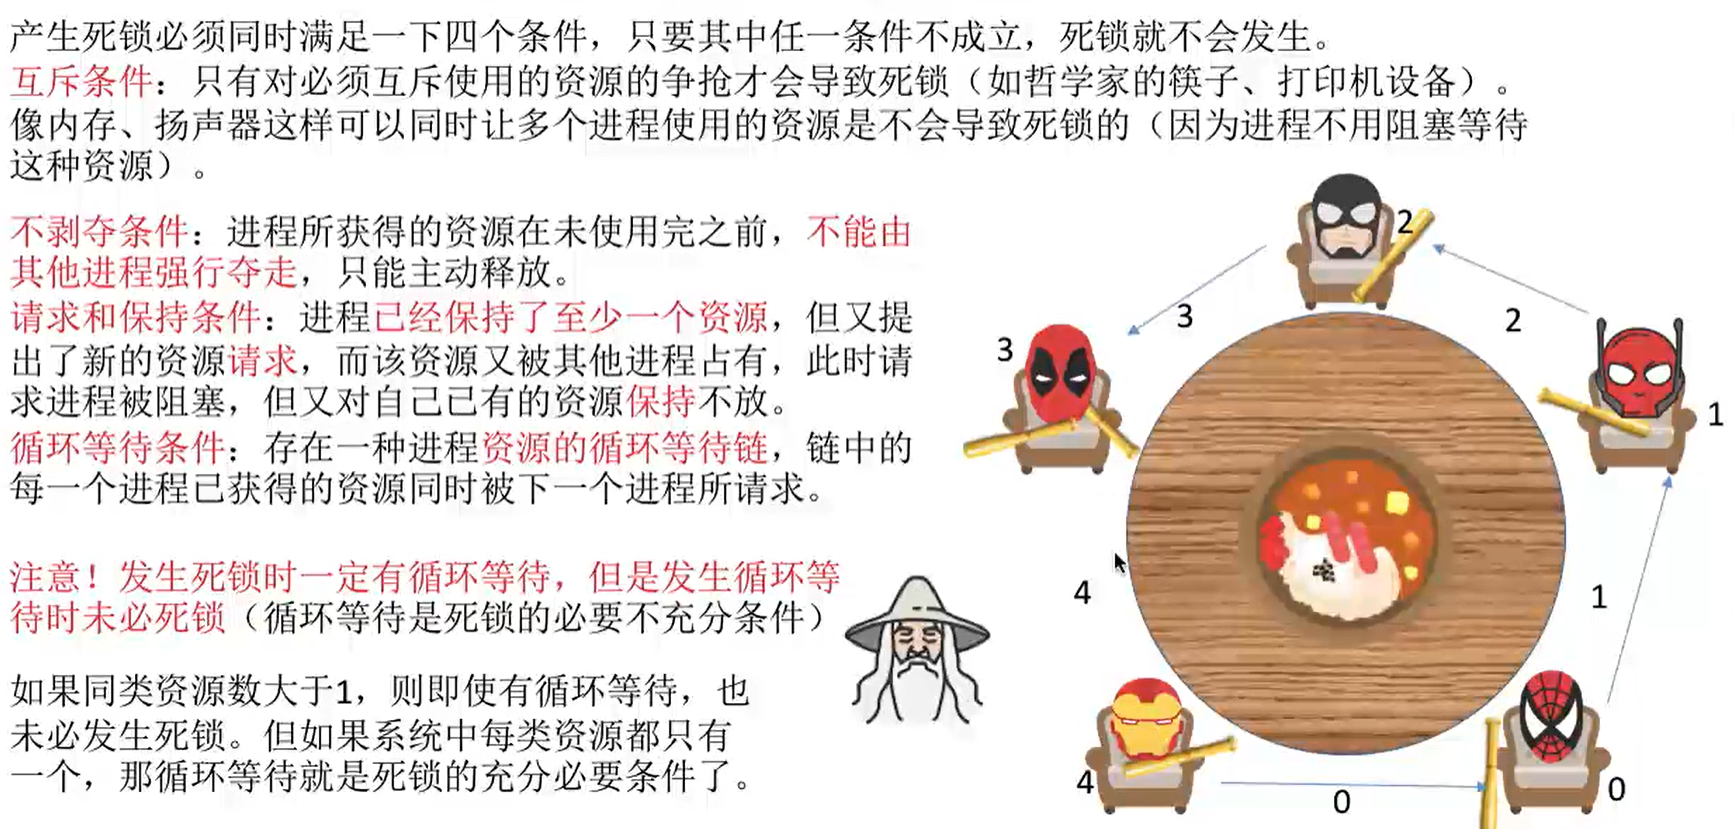 产生死锁必须同时满足一下四个条件，只要其中任一条件不成立，死锁就不会发生。
互斥条件：只有对必须互斥使用的资源的争抢才会导致死锁（如哲学家的筷子、打印机设备）。
像内存、扬声器这样可以同时让多个进程使用的资源是不会导致死锁的（因为进程不用阻塞等待
这种资源）。
不剥夺条件：进程所获得的资源在未使用完之前，不能由
其他进程强行夺走，只能主动释放。
请求和保持条件：进程已经保持了至少一个资源，但又提
出了新的资源请求，而该资源又被其他进程占有，此时请
求进程被阻塞，但又对自己已有的资源保持不放。
循环等待条件：存在一种进程资源的循环等待链，链中的
每一个进程已获得的资源同时被下一个进程所请求。
注意！发生死锁时一定有循环等待，但是发生循环等
待时未必死锁（循环等待是死锁的必要不充分条件）
如果同类资源数大于1，则即使有循环等待，也
未必发生死锁。但如果系统中每类资源都只有
一个，那循环等待就是死锁的充分必要条件了。
2
3
2
3
1
4
1
4
0
0